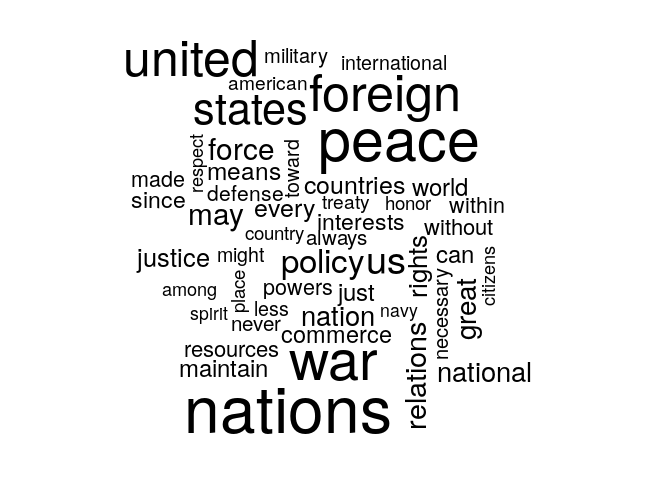 united
military
international
american
foreign
states
peace
respect
force
toward
means
made
defense
countries
world
since
treaty
honor
within
may
every
interests
without
country
always
justice
might
policy
us
rights
can
citizens
among
place
powers
just
necessary
great
spirit
less
never
nation
navy
commerce
resources
war
relations
maintain
national
nations